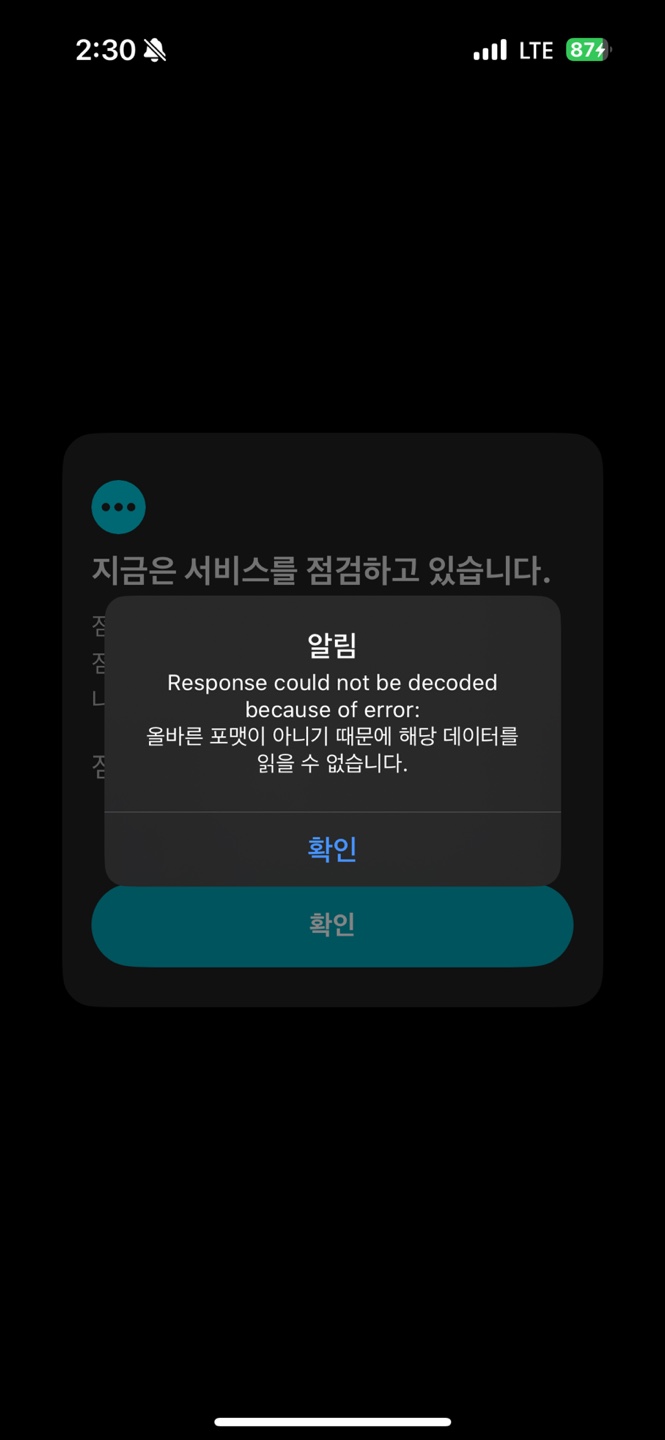 2:30
LTE
87
지금은 서비스를 점검하고 있습니다.
알림
Response could not be decoded
because of error:
올바른 포맷이 아니기 때문에 해당 데이터를
읽을 수 없습니다.
확인
확인